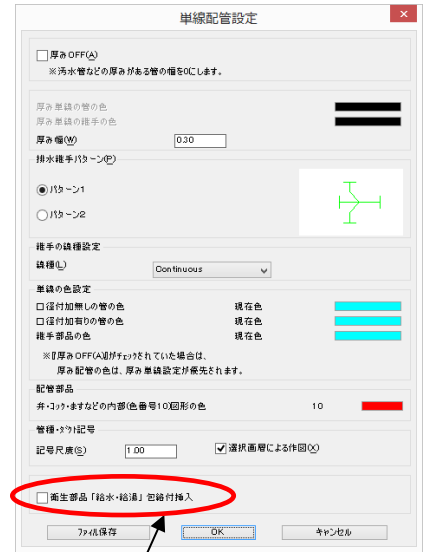 単線配管設定
厚みOFF(A)
※汚水管などの厚みがある管の幅を0にします。
厚み単線の管の色
厚み単線の継手の色
厚み幅(W) 0.30
排水継手パターン(P)
パターン1
パターン2
継手の線種設定
線種(L) Continuous
単線の色設定
口径付加無しの管の色 現在色
口径付加有りの管の色 現在色
継手部品の色 現在色
※『厚みOFF(A)』がチェックされていた場合は、
厚み配管の色は、厚み単線設定が優先されます。
配管部品
弁・コック・ますなどの内部(色番号10)図形の色 10
管種・ダクト記号
記号尺度(S) 1.00 選択画層による作図(X)
衛生部品「給水・給湯」包絡付挿入
ファイル保存 OK キャンセル